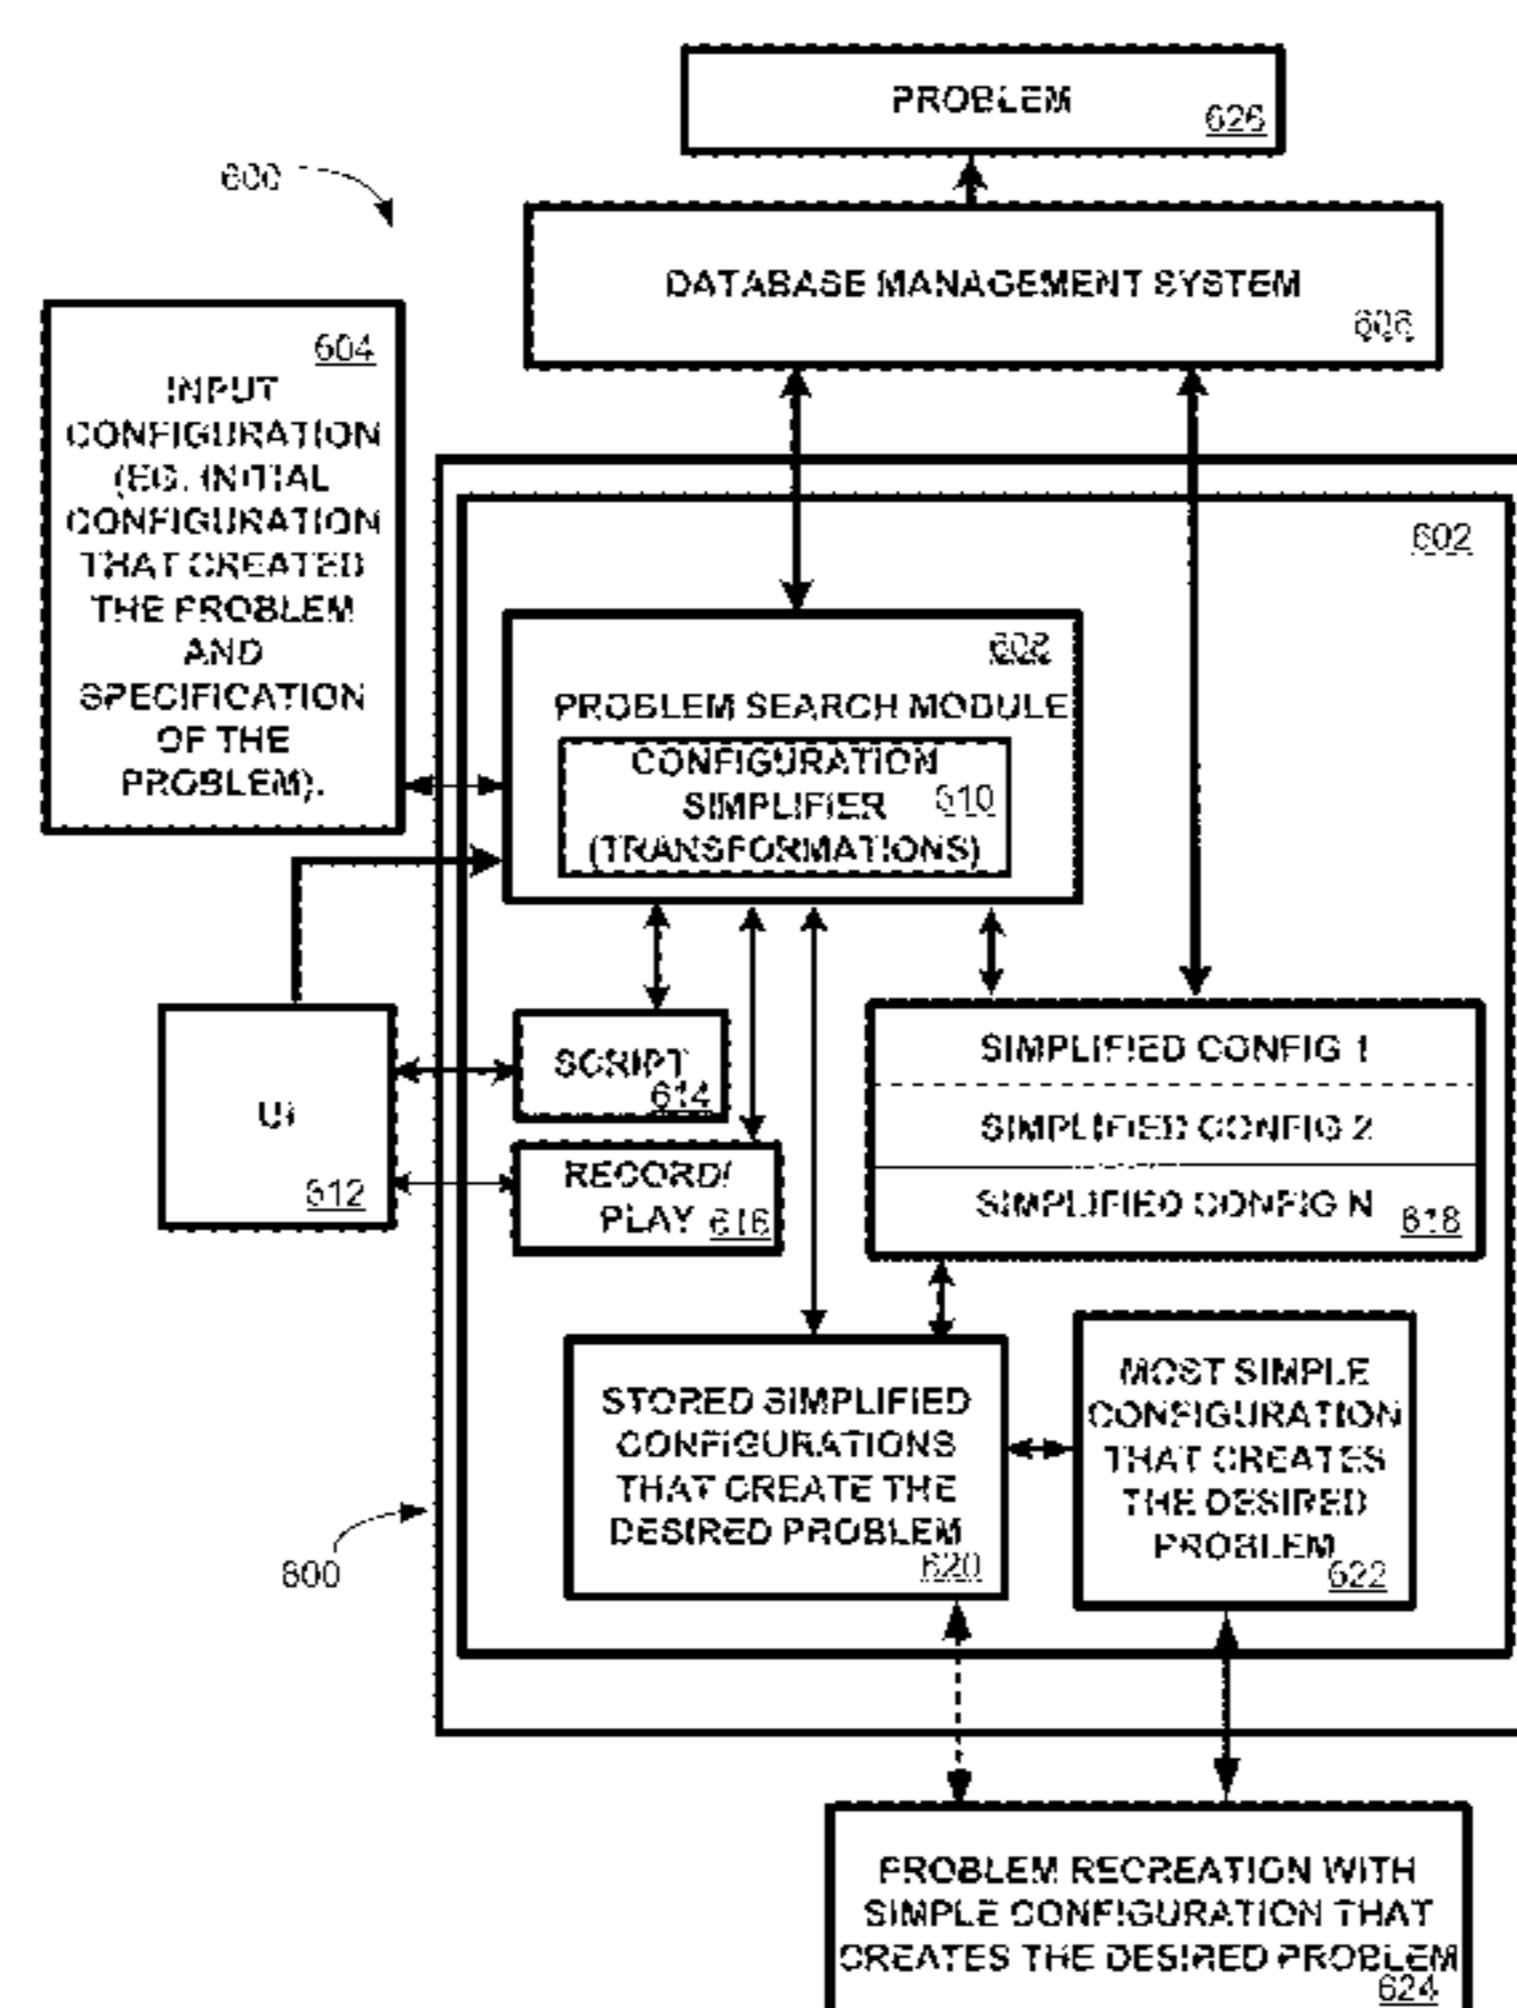 PROBLEM
626
600
DATABASE MANAGEMENT SYSTEM
606
604
INPUT
CONFIGURATION
(EG. INITIAL
CONFIGURATION
THAT CREATED
THE PROBLEM
AND
SPECIFICATION
OF THE
PROBLEM).
602
608
PROBLEM SEARCH MODULE
CONFIGURATION
SIMPLIFIER 610
(TRANSFORMATIONS)
SCRIPT
614
UI
612
RECORD/
PLAY 616
SIMPLIFIED CONFIG 1
SIMPLIFIED CONFIG 2
SIMPLIFIED CONFIG N
618
STORED SIMPLIFIED
CONFIGURATIONS
THAT CREATE THE
DESIRED PROBLEM
620
MOST SIMPLE
CONFIGURATION
THAT CREATES
THE DESIRED
PROBLEM
622
800
PROBLEM RECREATION WITH
SIMPLE CONFIGURATION THAT
CREATES THE DESIRED PROBLEM
624